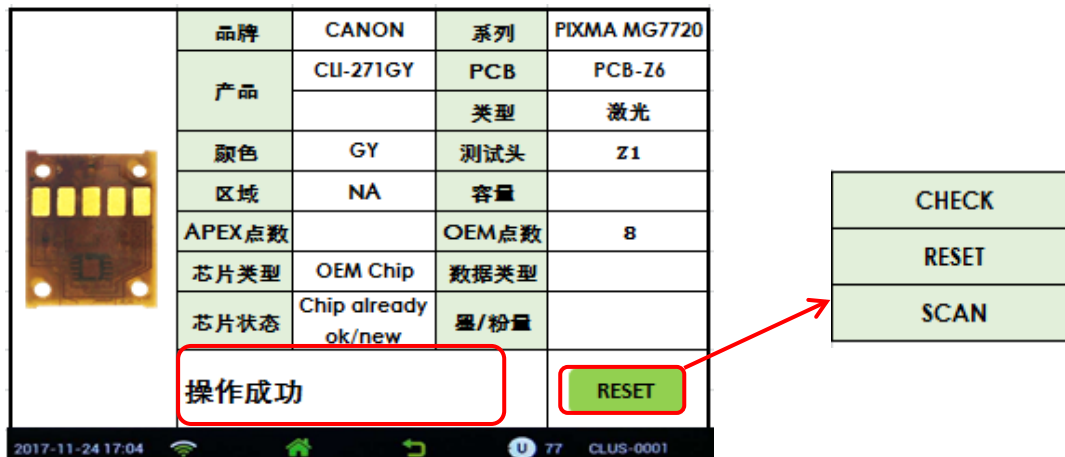 品牌 CANON 系列 PIXMA MG7720
产品 CLI-271GY PCB PCB-Z6
类型 激光
颜色 GY 测试头 Z1
区域 NA 容量
APEX点数 OEM点数 8
芯片类型 OEM Chip 数据类型
芯片状态 Chip already ok/new 墨/粉量
操作成功 RESET
2017-11-24 17:04 U 77 CLUS-0001
CHECK
RESET
SCAN